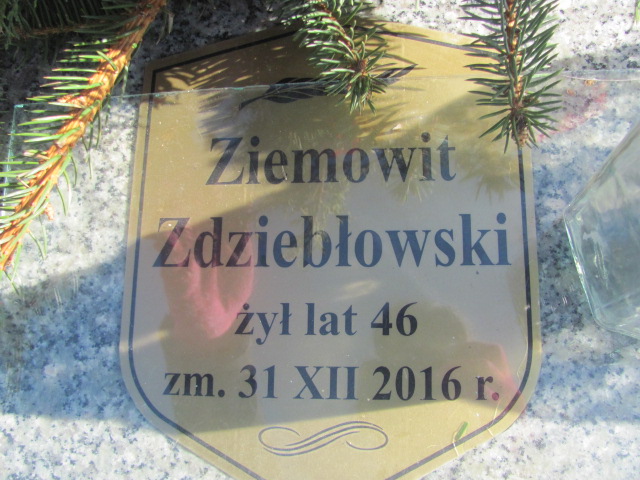 Ziemowit
Zdziebłowski
żył lat 46
zm. 31 XII 2016 r.